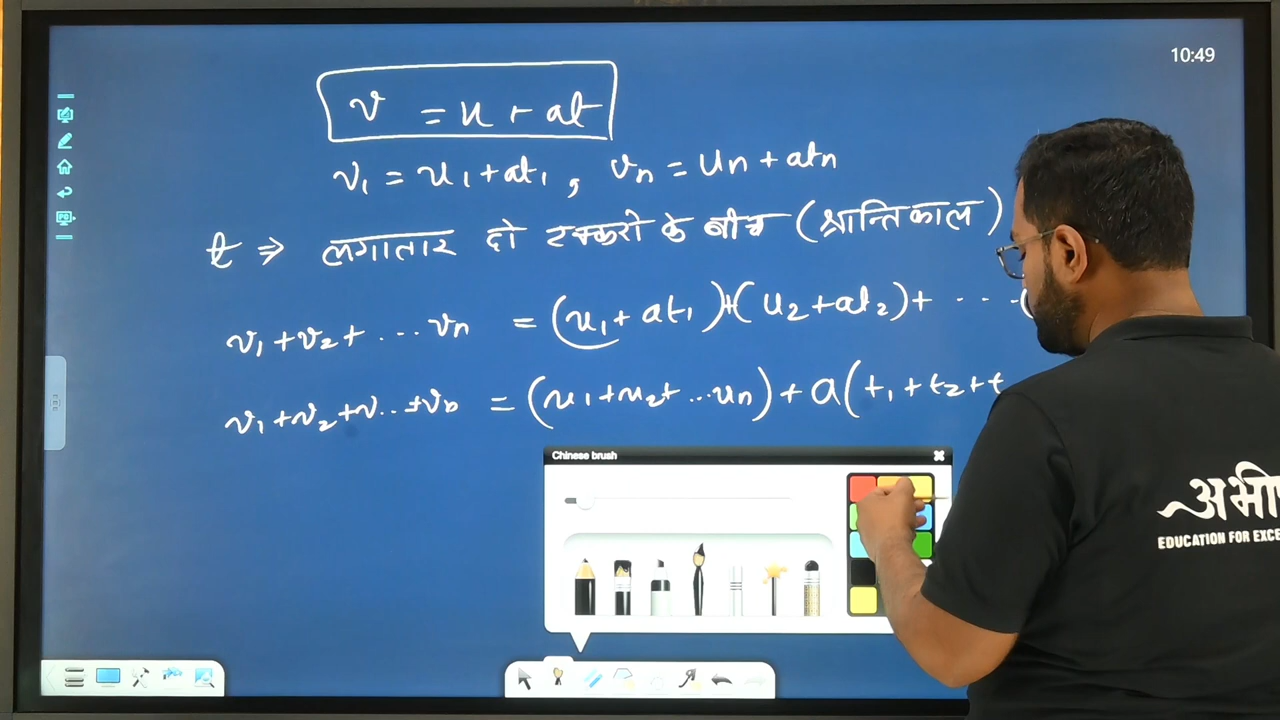 10:49
v = u + at
v₁ = u₁ + at₁ , vₙ = uₙ + atₙ
t ⇒ लगातार दो टक्करो के बीच (श्रान्तिकाल)
v₁ + v₂ + ... vₙ = (u₁ + at₁) + (u₂ + at₂) + ... (
v₁ + v₂ + v.. + vₙ = (u₁ + u₂ + ... uₙ) + a(t₁ + t₂ + t
Chinese brush
अभी
EDUCATION FOR EXCE